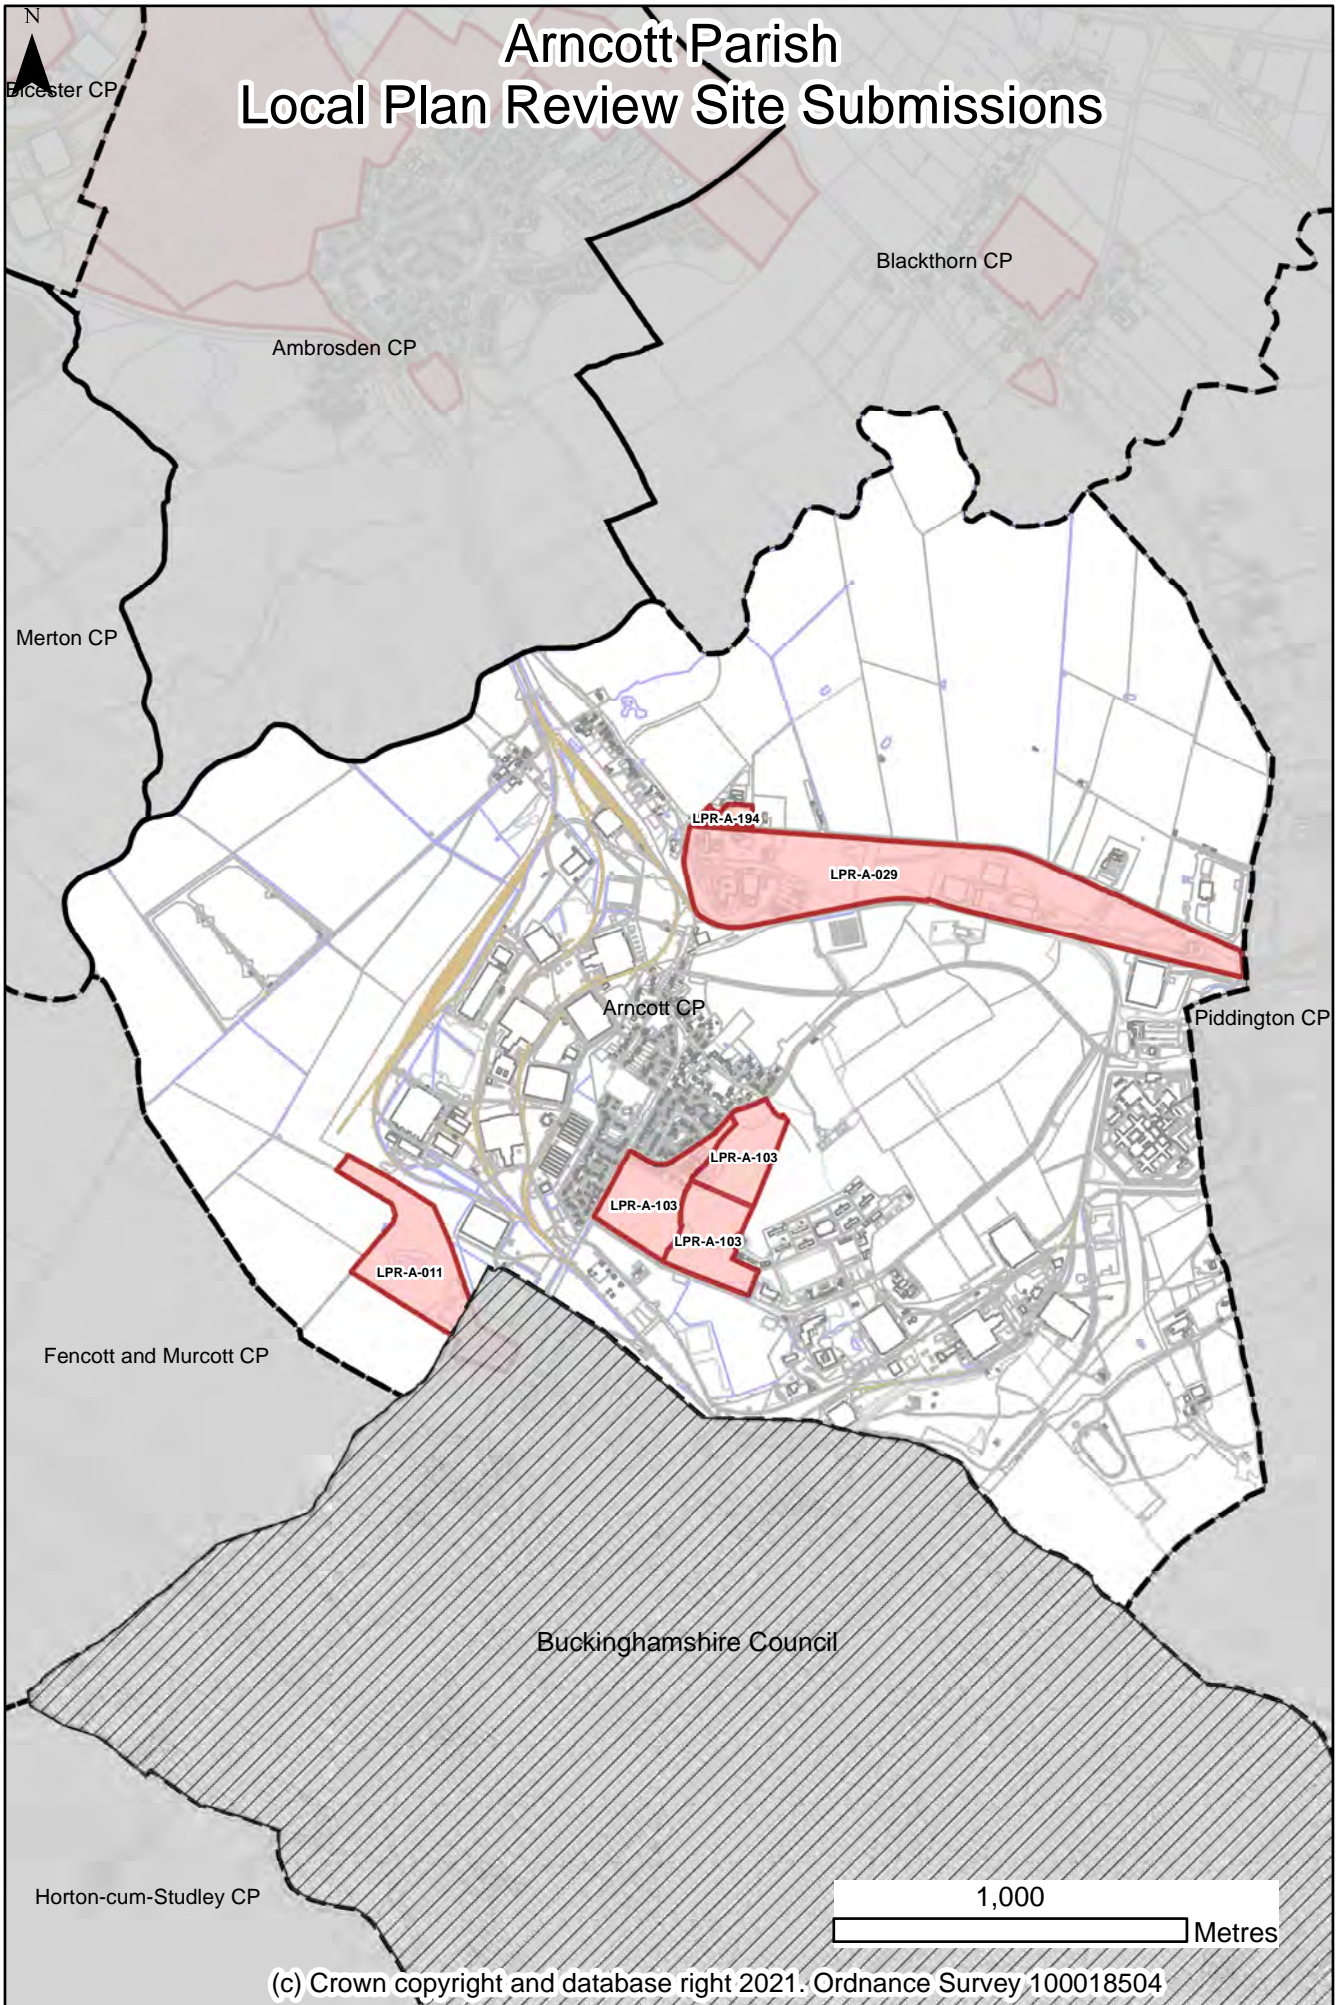 N
Arncott Parish
Local Plan Review Site Submissions
Bicester CP
Blackthorn CP
Ambrosden CP
Merton CP
LPR-A-194
LPR-A-029
Arncott CP
Piddington CP
LPR-A-103
LPR-A-103
LPR-A-103
LPR-A-011
Fencott and Murcott CP
Buckinghamshire Council
Horton-cum-Studley CP
1,000
Metres
(c) Crown copyright and database right 2021. Ordnance Survey 100018504